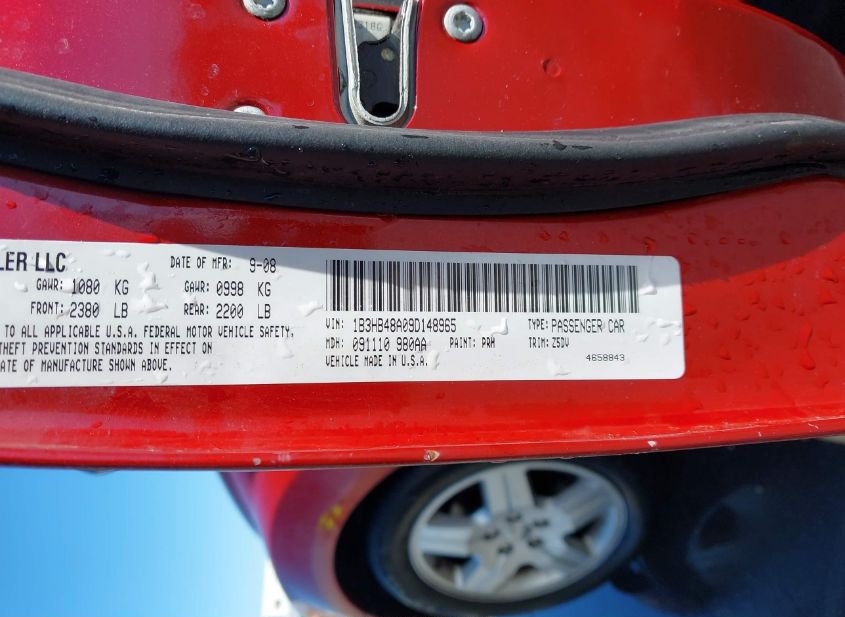 LER LLC DATE OF MFR: 9-08
GAWR: 1080 KG GAWR: 0998 KG
FRONT: 2380 LB REAR: 2200 LB
TO ALL APPLICABLE U.S.A. FEDERAL MOTOR VEHICLE SAFETY,
THEFT PREVENTION STANDARDS IN EFFECT ON
ATE OF MANUFACTURE SHOWN ABOVE.
VIN: 1B3HB48A09D148965 TYPE: PASSENGER CAR
MDH: 091110 980AA PAINT: PRH TRIM: Z5DV
VEHICLE MADE IN U.S.A. 4658843